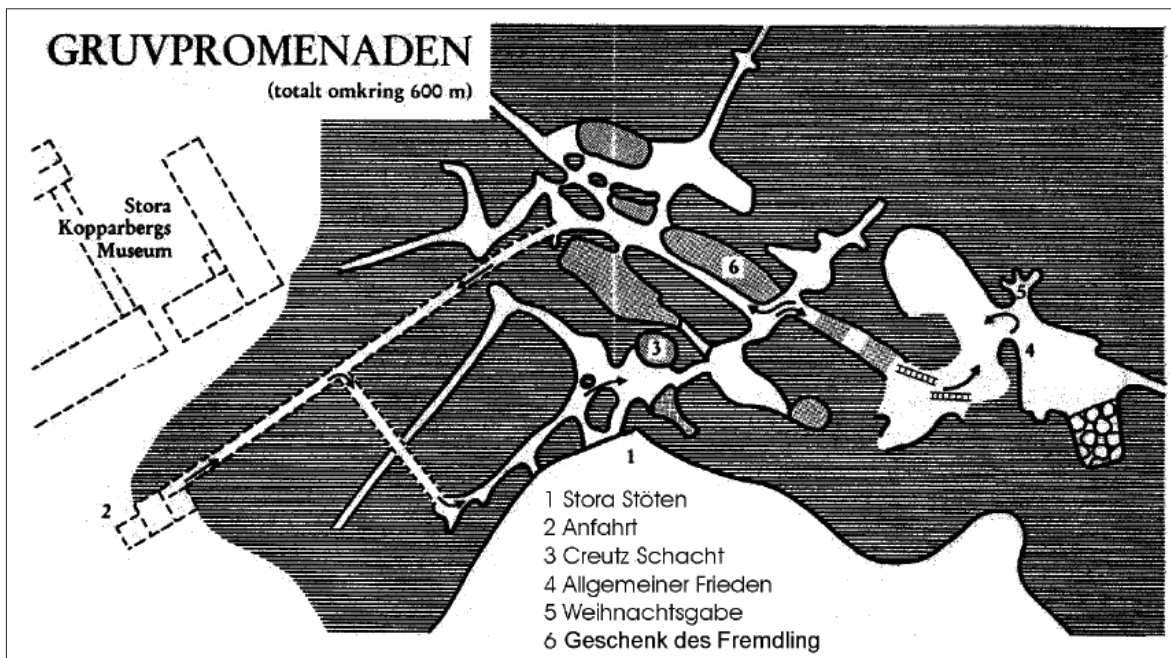 GRUVPROMENADEN
(totalt omkring 600 m)
Stora
Kopparbergs
Museum
6
5
3
4
2
1
1 Stora Stöten
2 Anfahrt
3 Creutz Schacht
4 Allgemeiner Frieden
5 Weihnachtsgabe
6 Geschenk des Fremdling